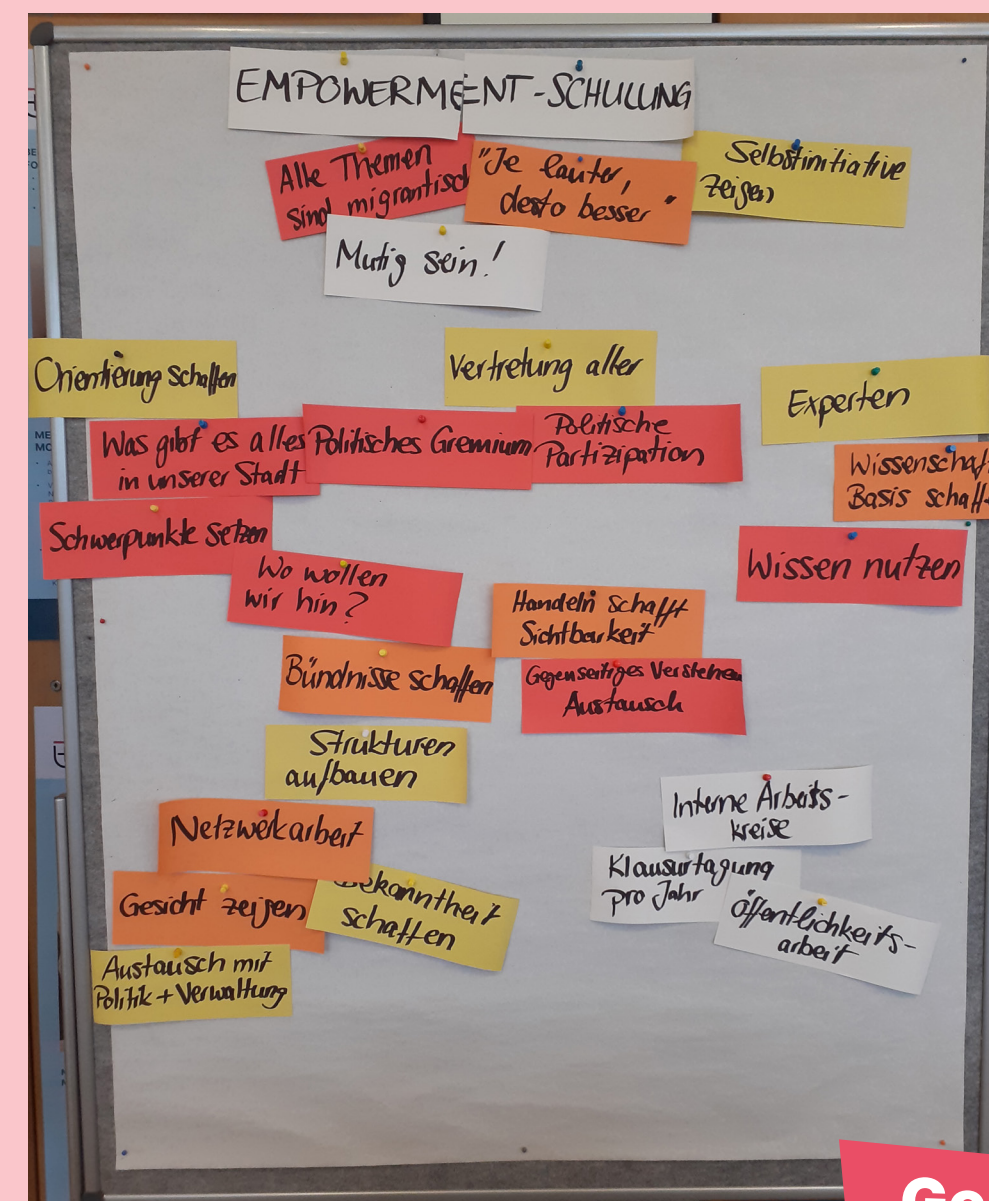 EMPOWERMENT-SCHULUNG
Alle Themen
sind migrantisch
"Je lauter,
desto besser"
Selbstinitiative
zeigen
Mutig sein!
Orientierung schaffen
Vertretung aller
Experten
Was gibt es alles
in unserer Stadt
Politisches Gremium
Politische
Partizipation
Wissenschaf
Basis schaff
Schwerpunkte setzen
Wissen nutzen
Wo wollen
wir hin?
Handeln schafft
Sichtbarkeit
Bündnisse schaffen
Gegenseitiges Verstehen
Austausch
Strukturen
aufbauen
Interne Arbeits-
kreise
Netzwerkarbeit
Klausurtagung
pro Jahr
Gesicht zeigen
Bekanntheit
schaffen
Öffentlichkeits-
arbeit
Austausch mit
Politik + Verwaltung
Ge